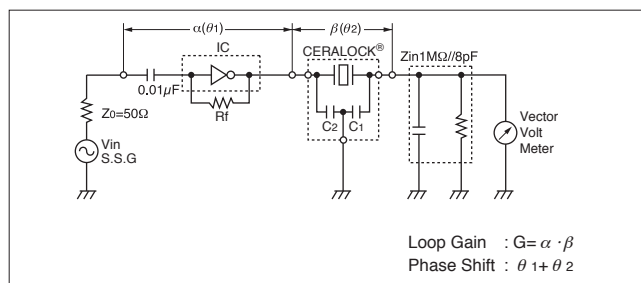 α(θ1)
β(θ2)
IC
CERALOCK®
Zin1MΩ//8pF
0.01μF
Rf
Z0=50Ω
C2
C1
Vin
S.S.G
Vector
Volt
Meter
Loop Gain : G= α · β
Phase Shift : θ 1+ θ 2